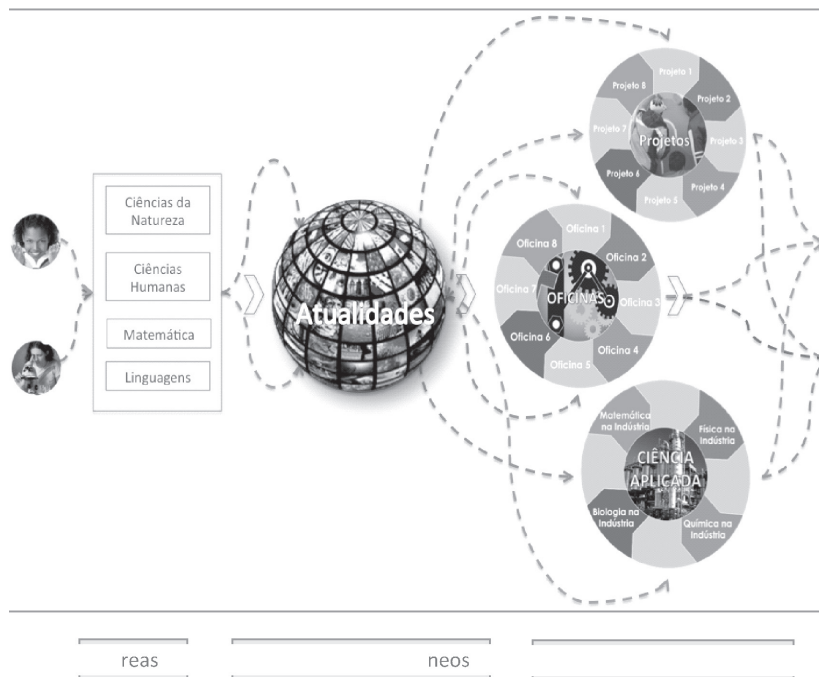 Ciências da
Natureza
Ciências
Humanas
Matemática
Linguagens
Atualidades
Projetos
Projeto 1
Projeto 2
Projeto 3
Projeto 4
Projeto 5
Projeto 6
Projeto 7
Projeto 8
OFICINAS
Oficina 1
Oficina 2
Oficina 3
Oficina 4
Oficina 5
Oficina 6
Oficina 7
Oficina 8
CIÊNCIA
APLICADA
Matemática
na Indústria
Física na
Indústria
Biologia na
Indústria
Química na
Indústria
reas
neos